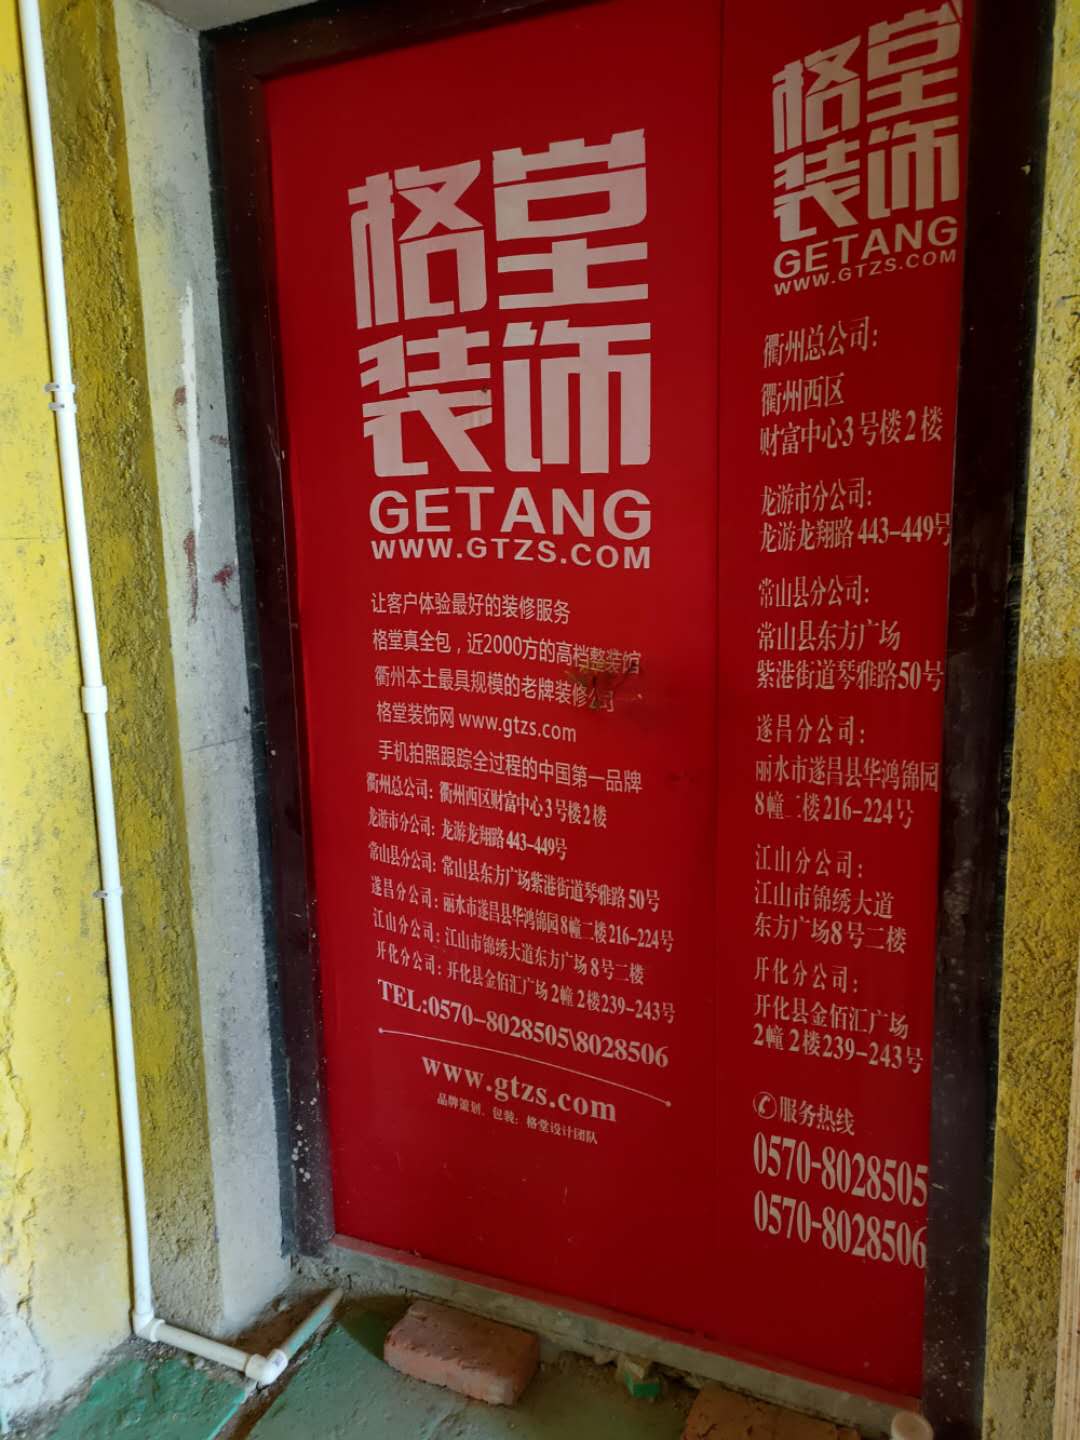 格堂
装饰
GETANG
WWW.GTZS.COM
让客户体验最好的装修服务
格堂真全包，近2000方的高档整装馆
衢州本土最具规模的老牌装修公司
格堂装饰网 www.gtzs.com
手机拍照跟踪全过程的中国第一品牌
衢州总公司：衢州西区财富中心3号楼2楼
龙游市分公司：龙游龙翔路443-449号
常山县分公司：常山县东方广场紫港街道琴雅路50号
遂昌分公司：丽水市遂昌县华鸿锦园8幢二楼216-224号
江山分公司：江山市锦绣大道东方广场8号二楼
开化分公司：开化县金佰汇广场2幢2楼239-243号
TEL:0570-8028505\8028506
www.gtzs.com
品牌策划、包装：格堂设计团队
格堂
装饰
GETANG
WWW.GTZS.COM
衢州总公司：
衢州西区
财富中心3号楼2楼
龙游市分公司：
龙游龙翔路443-449号
常山县分公司：
常山县东方广场
紫港街道琴雅路50号
遂昌分公司：
丽水市遂昌县华鸿锦园
8幢二楼216-224号
江山分公司：
江山市锦绣大道
东方广场8号二楼
开化分公司：
开化县金佰汇广场
2幢2楼239-243号
服务热线
0570-8028505
0570-8028506